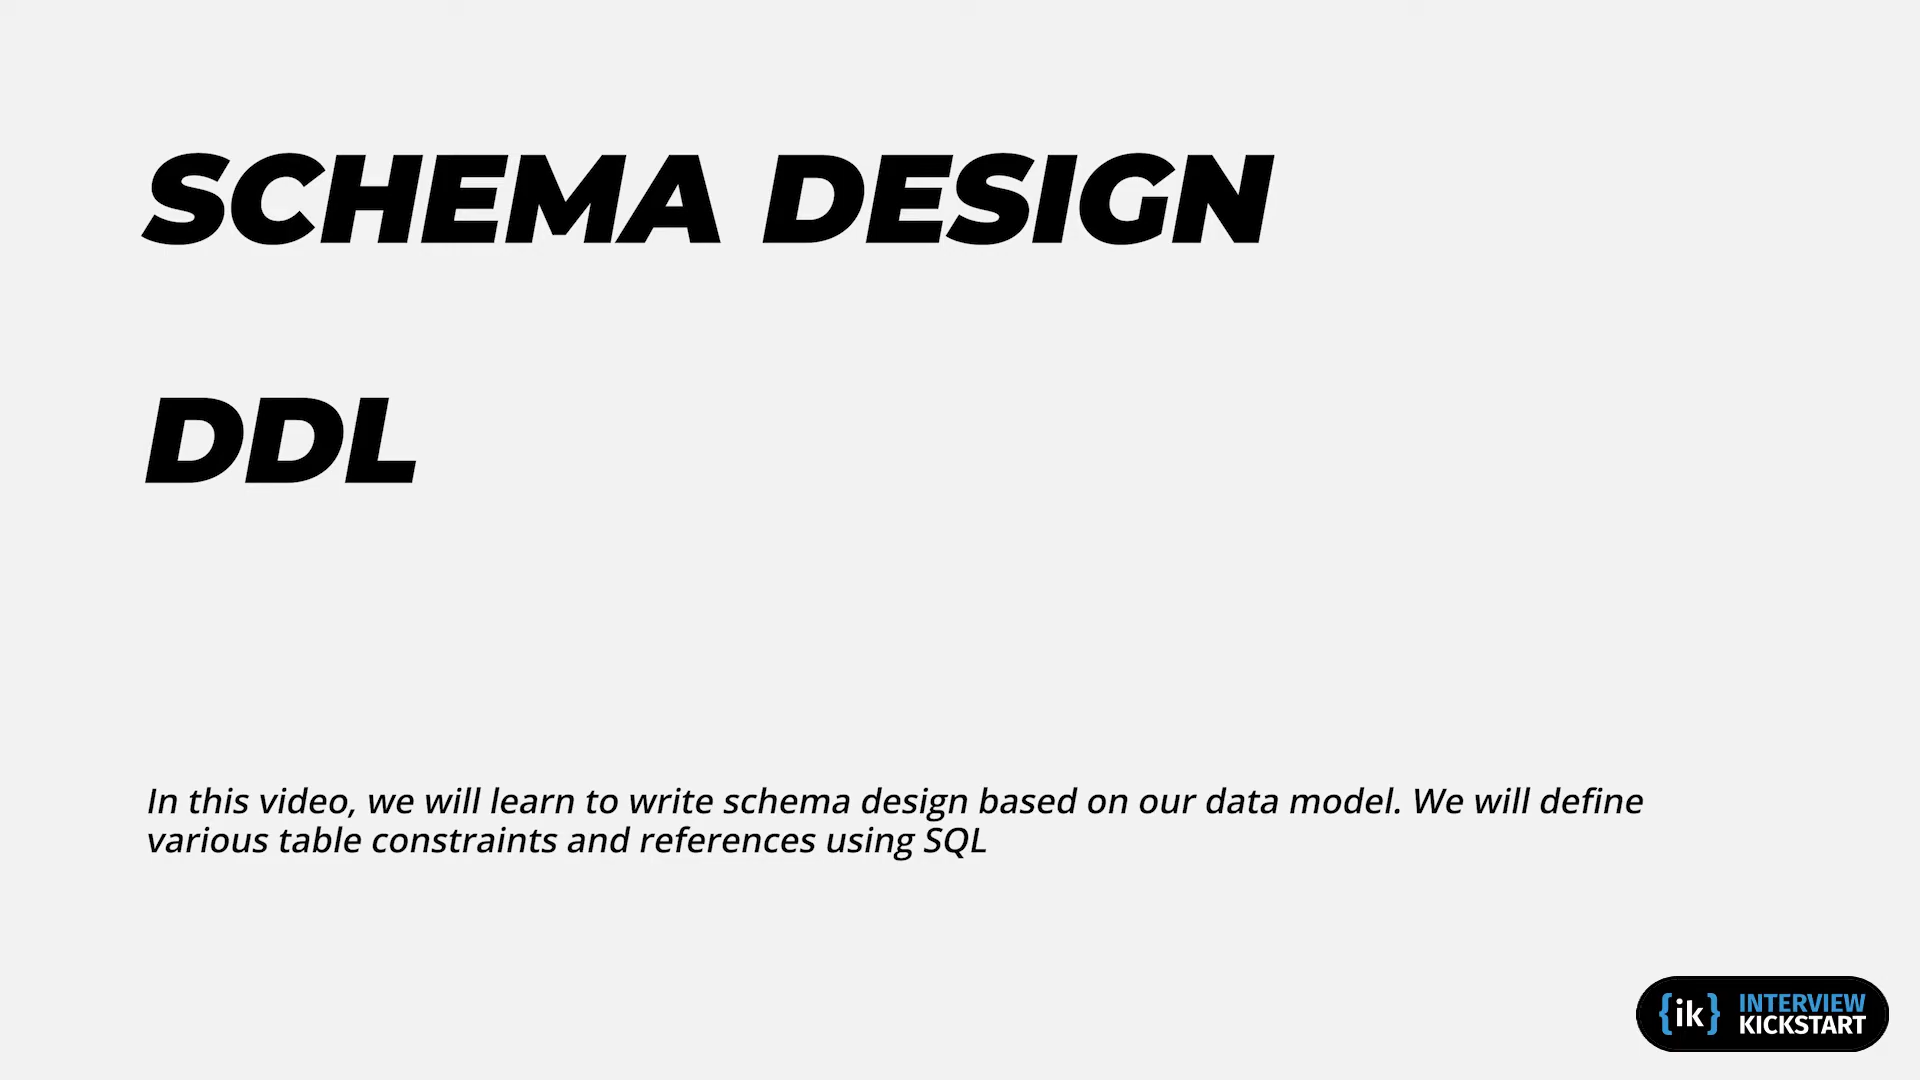 SCHEMA DESIGN
DDL
In this video, we will learn to write schema design based on our data model. We will define
various table constraints and references using SQL
{ik} INTERVIEW
KICKSTART